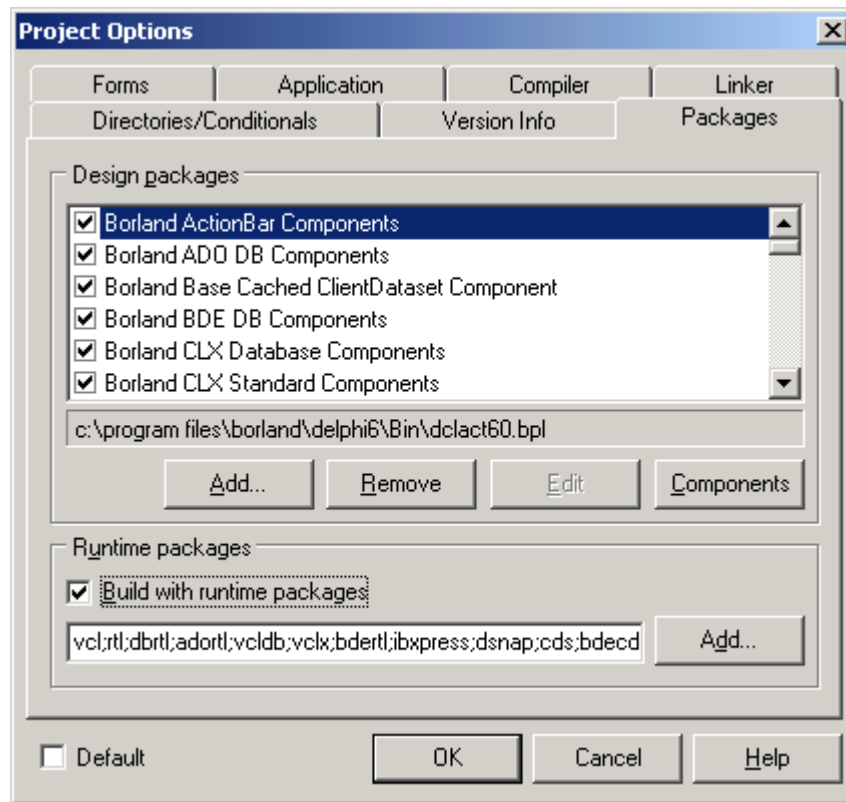 Project Options
Forms Application Compiler Linker
Directories/Conditionals Version Info Packages
Design packages
Borland ActionBar Components
Borland ADO DB Components
Borland Base Cached ClientDataset Component
Borland BDE DB Components
Borland CLX Database Components
Borland CLX Standard Components
c:\program files\borland\delphi6\Bin\dclact60.bpl
Add... Remove Edit Components
Runtime packages
Build with runtime packages
vcl;rtl;dbrtl;adortl;vcldb;vclx;bdertl;ibxpress;dsnap;cds;bdecd Add...
Default OK Cancel Help